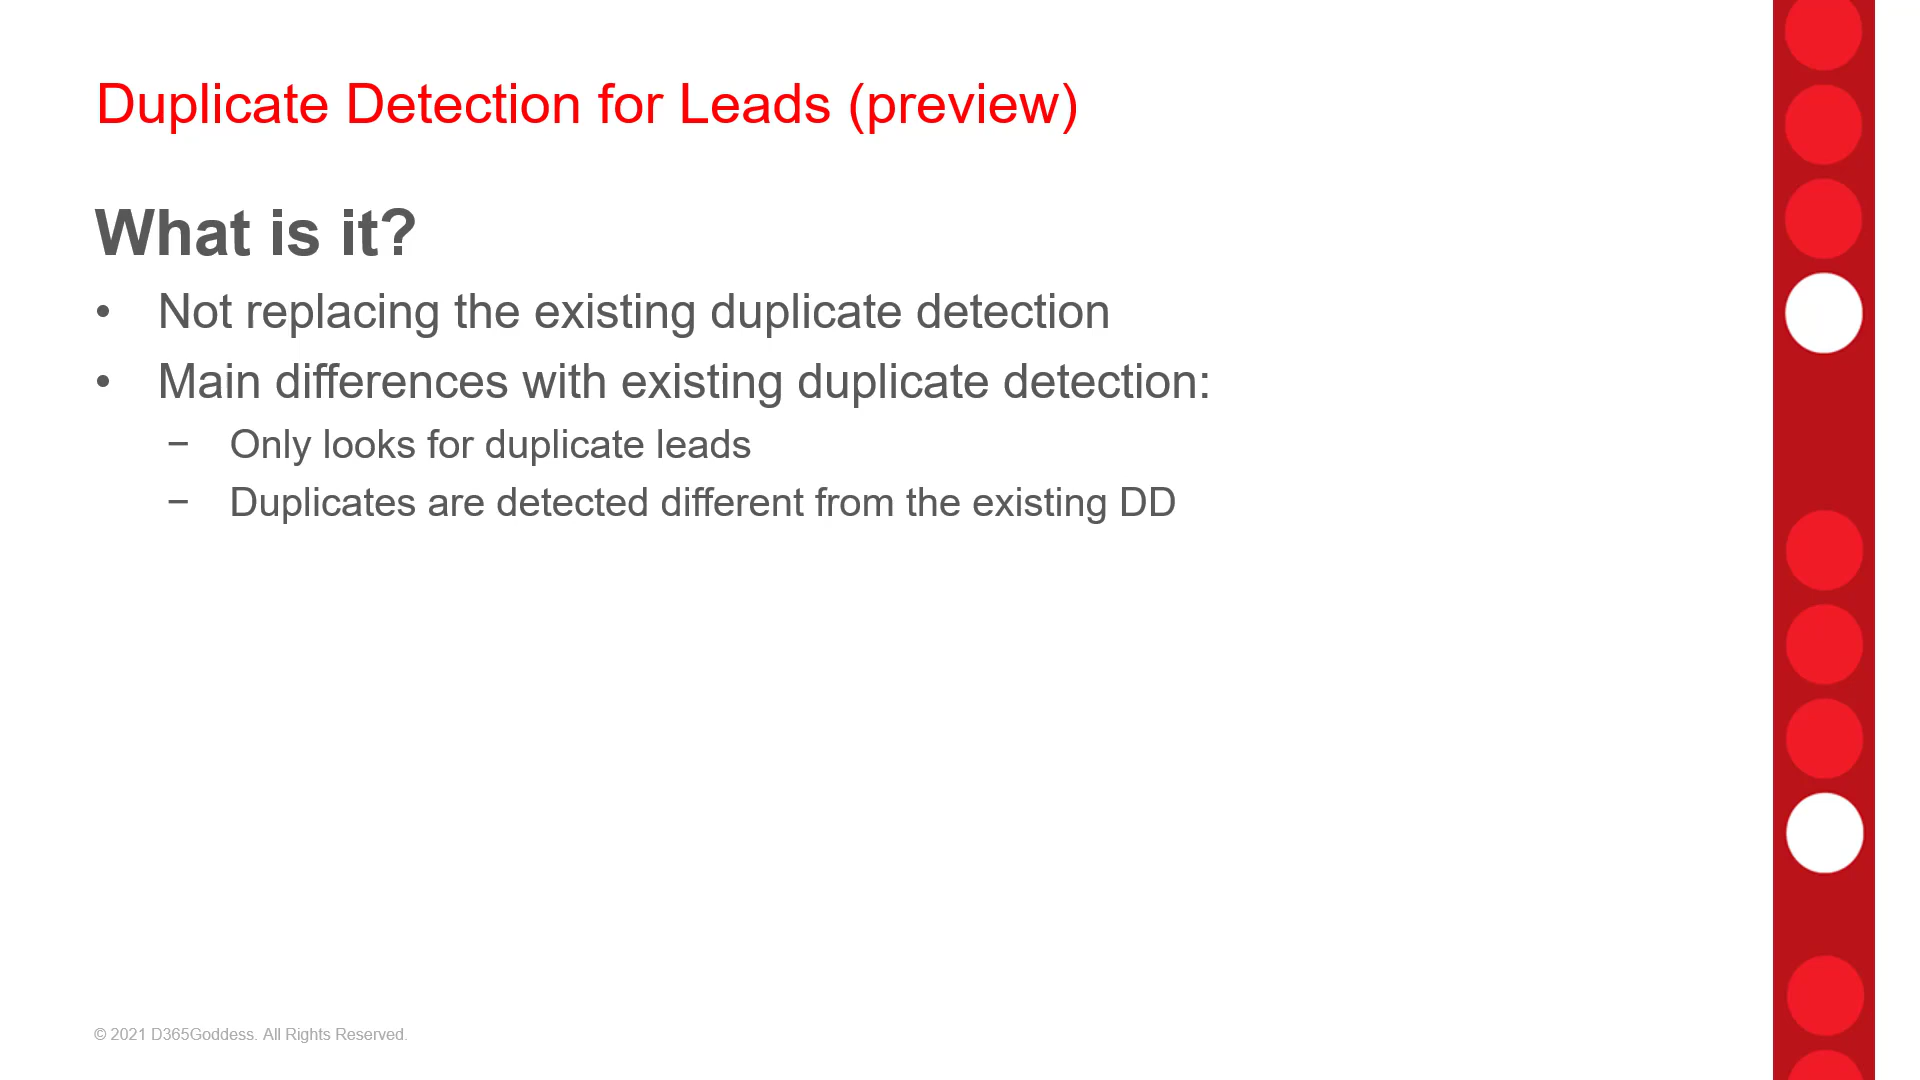 Duplicate Detection for Leads (preview)
What is it?
• Not replacing the existing duplicate detection
• Main differences with existing duplicate detection:
− Only looks for duplicate leads
− Duplicates are detected different from the existing DD
© 2021 D365Goddess. All Rights Reserved.